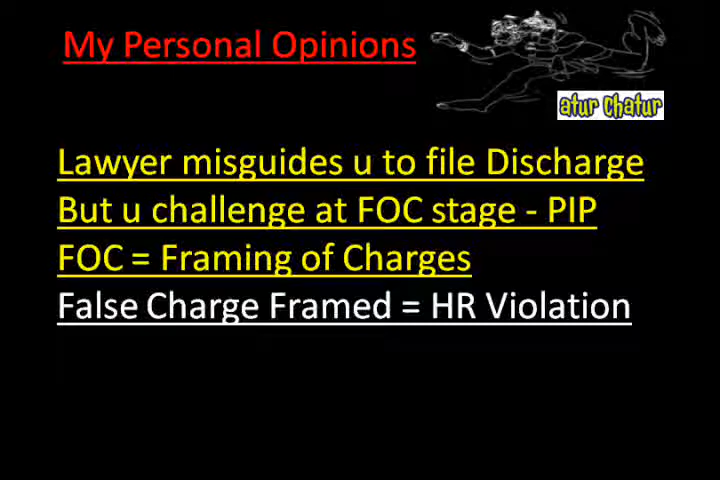 My Personal Opinions
atur chatur
Lawyer misguides u to file Discharge
But u challenge at FOC stage - PIP
FOC = Framing of Charges
False Charge Framed = HR Violation